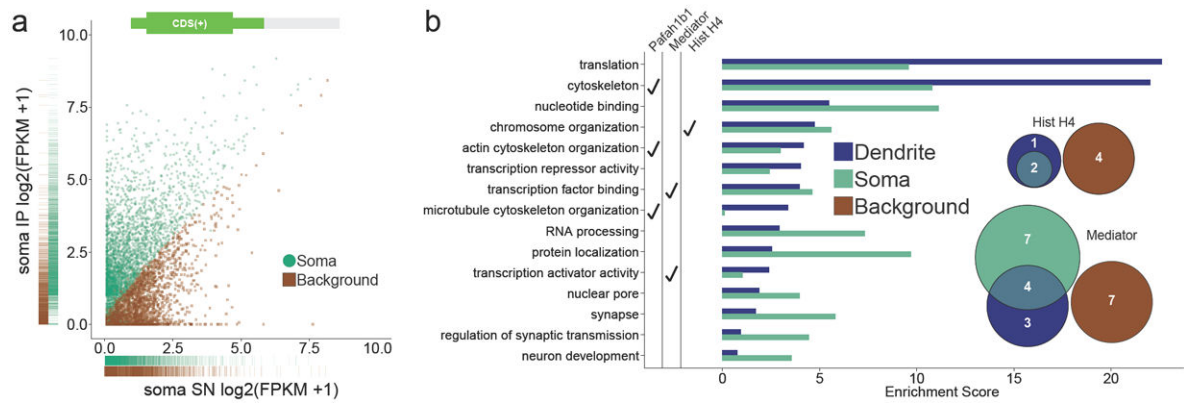 a
CDS(+)
10.0
7.5
5.0
2.5
0.0
soma IP log2(FPKM +1)
Soma
Background
0.0 2.5 5.0 7.5 10.0
soma SN log2(FPKM +1)
b
Pafah1b1
Mediator
Hist H4
translation
cytoskeleton
nucleotide binding
chromosome organization
actin cytoskeleton organization
transcription repressor activity
transcription factor binding
microtubule cytoskeleton organization
RNA processing
protein localization
transcription activator activity
nuclear pore
synapse
regulation of synaptic transmission
neuron development
0 5 10 15 20
Enrichment Score
Dendrite
Soma
Background
Hist H4
1
2
4
Mediator
7
4
3
7